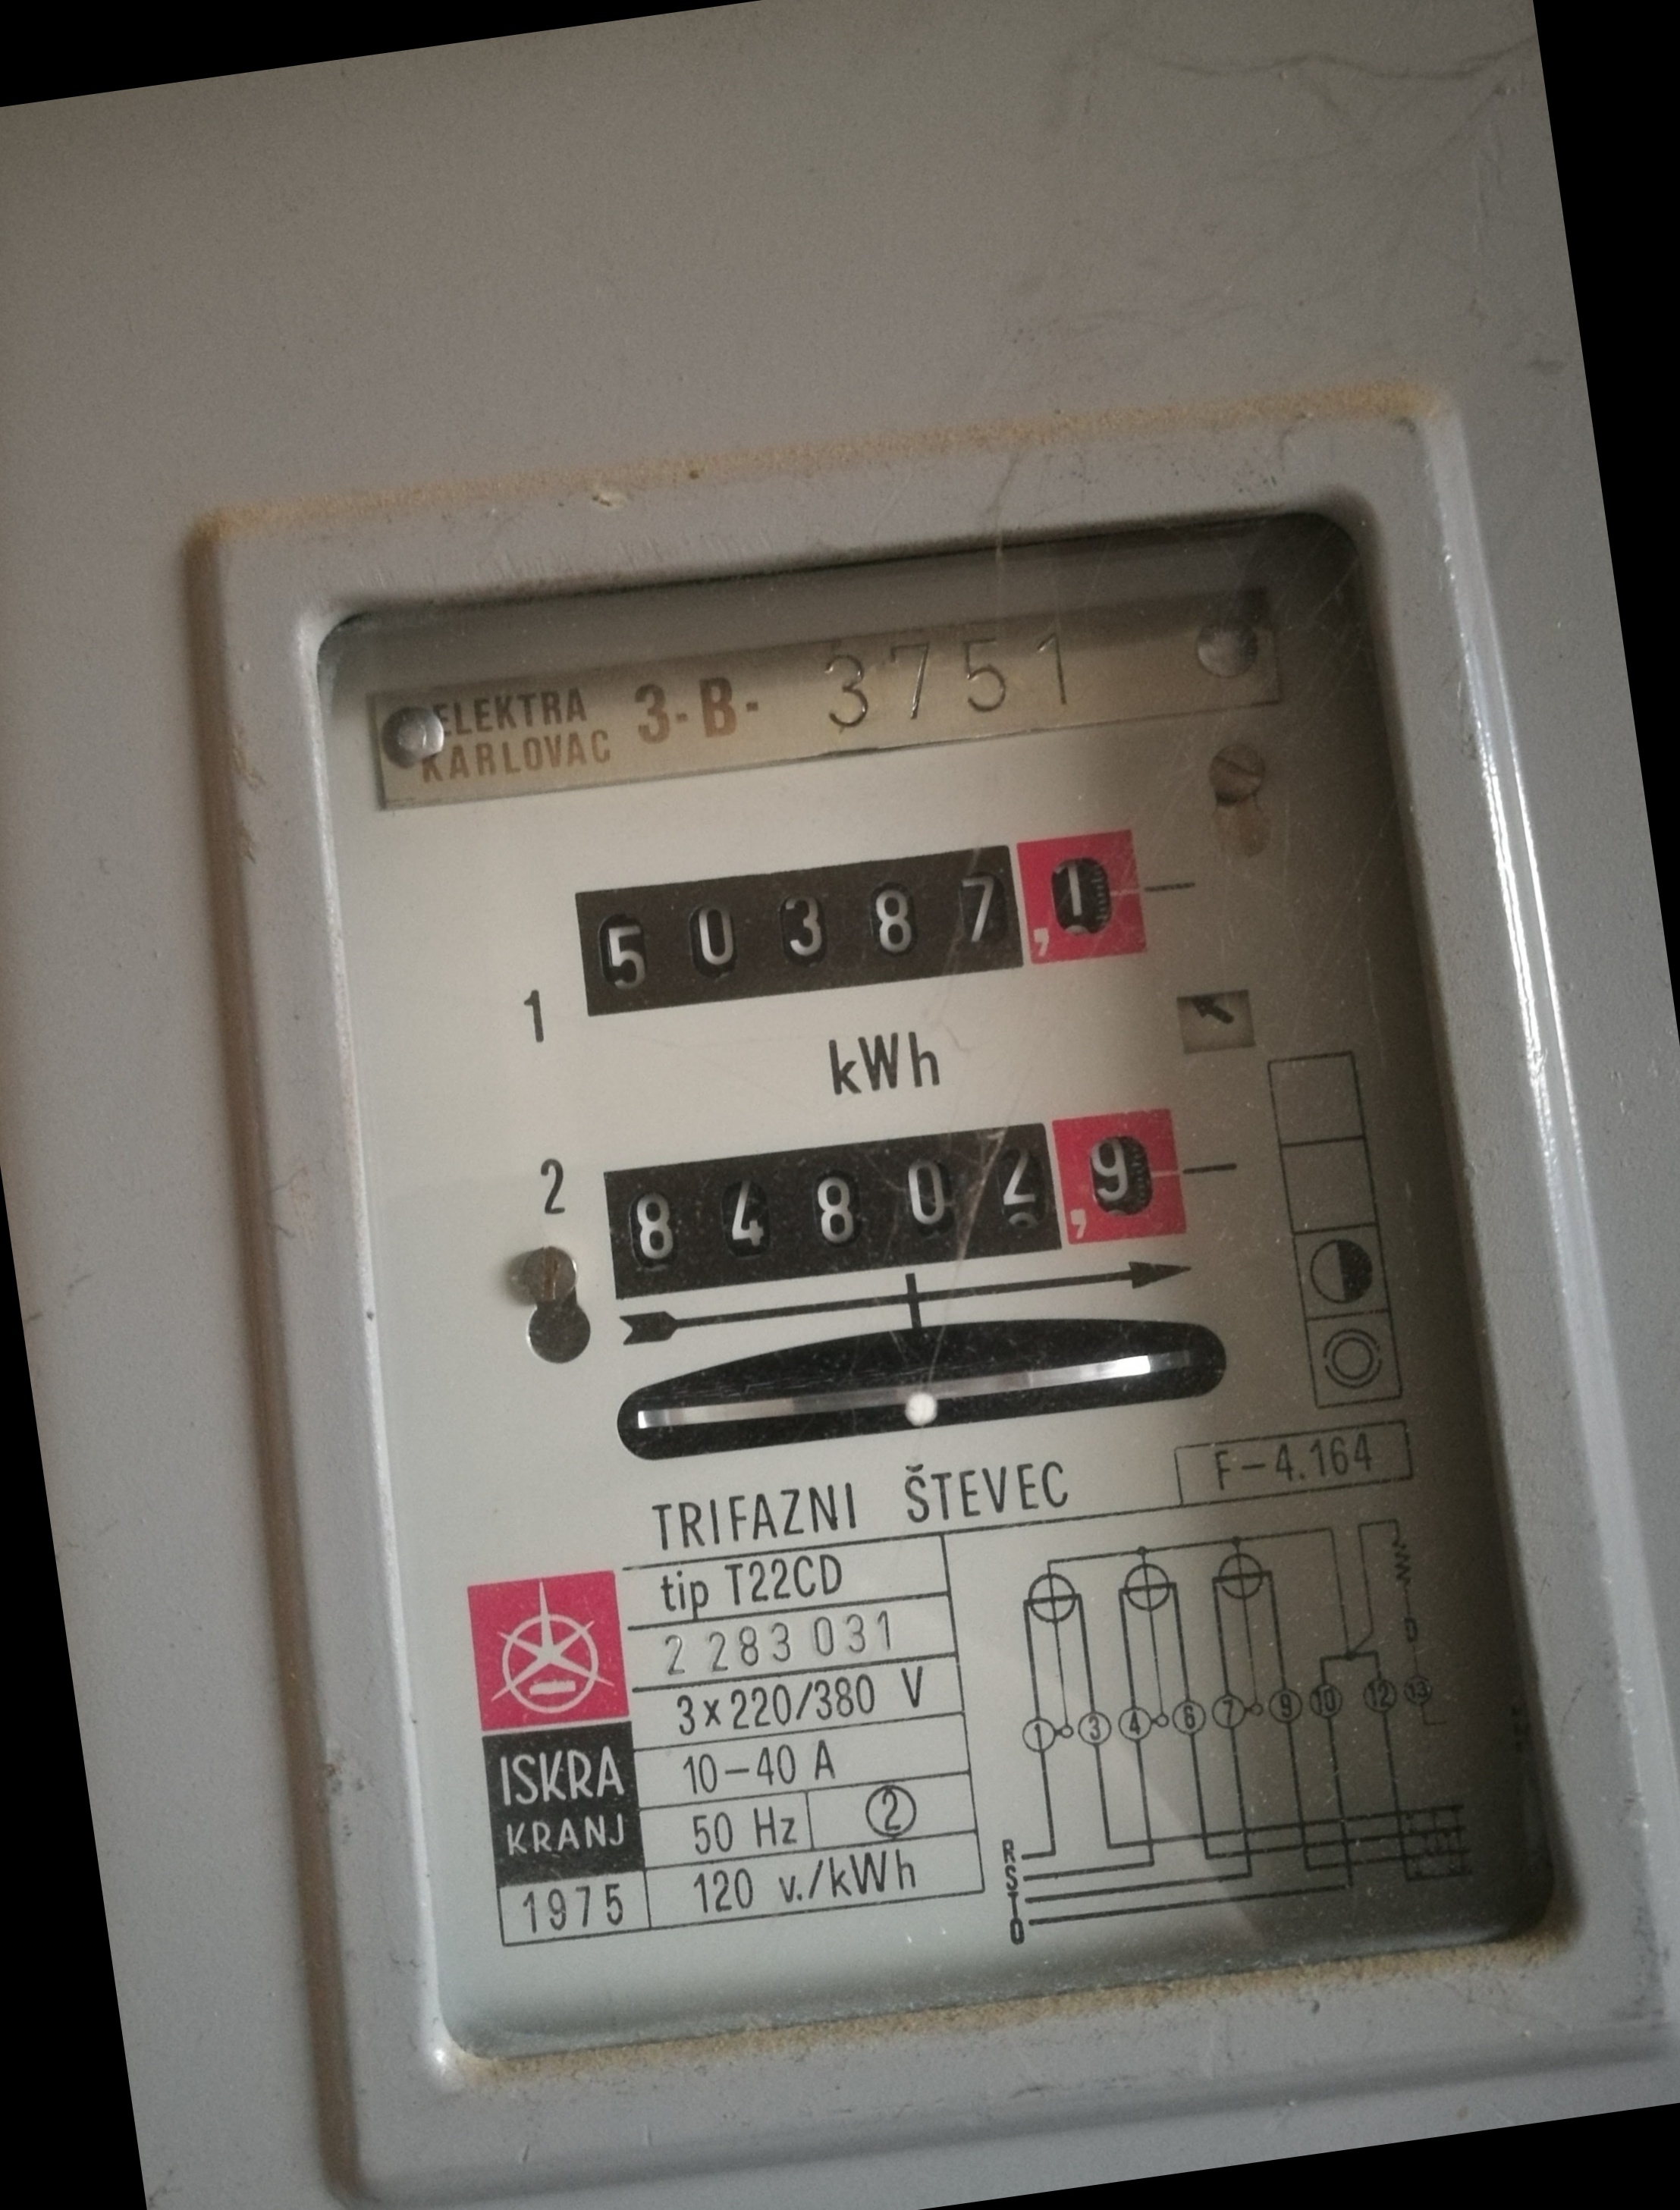 ELEKTRA
KARLOVAC
3-B- 3751
1
50387,1
kWh
2
84802,9
F-4.164
TRIFAZNI ŠTEVEC
tip T22CD
2 283 031
3x220/380 V
10-40 A
50 Hz 2
120 v./kWh
ISKRA
KRANJ
1975
1 3 4 6 7 9 10 12 13
R
S
T
0